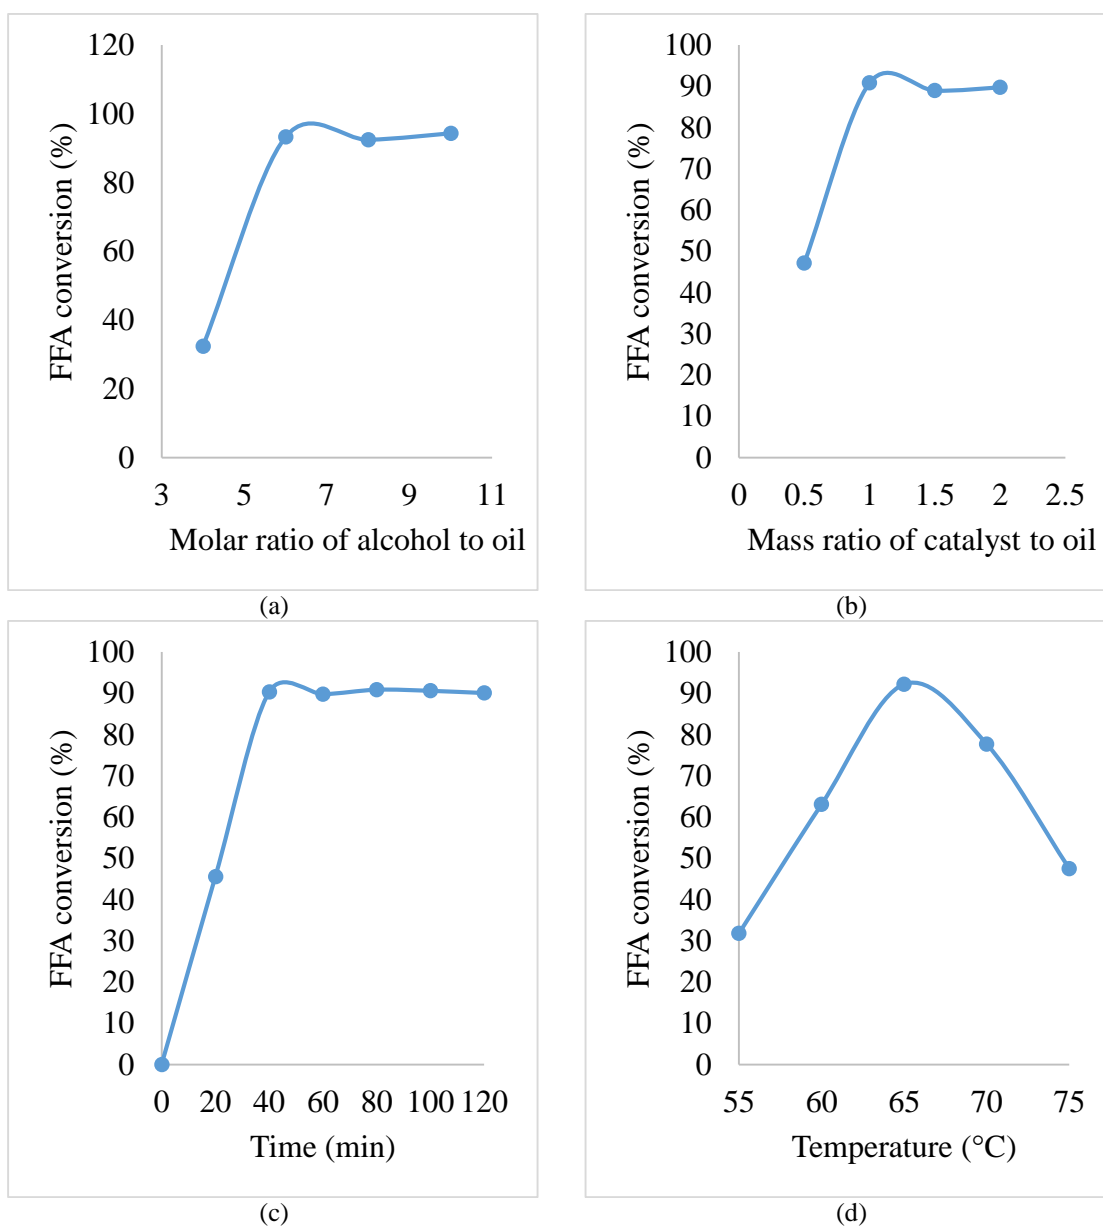 120
100
80
60
40
20
0
FFA conversion (%)
3 5 7 9 11
Molar ratio of alcohol to oil
(a)
100
90
80
70
60
50
40
30
20
10
0
FFA conversion (%)
0 0.5 1 1.5 2 2.5
Mass ratio of catalyst to oil
(b)
100
90
80
70
60
50
40
30
20
10
0
FFA conversion (%)
0 20 40 60 80 100 120
Time (min)
(c)
100
90
80
70
60
50
40
30
20
10
0
FFA conversion (%)
55 60 65 70 75
Temperature (°C)
(d)